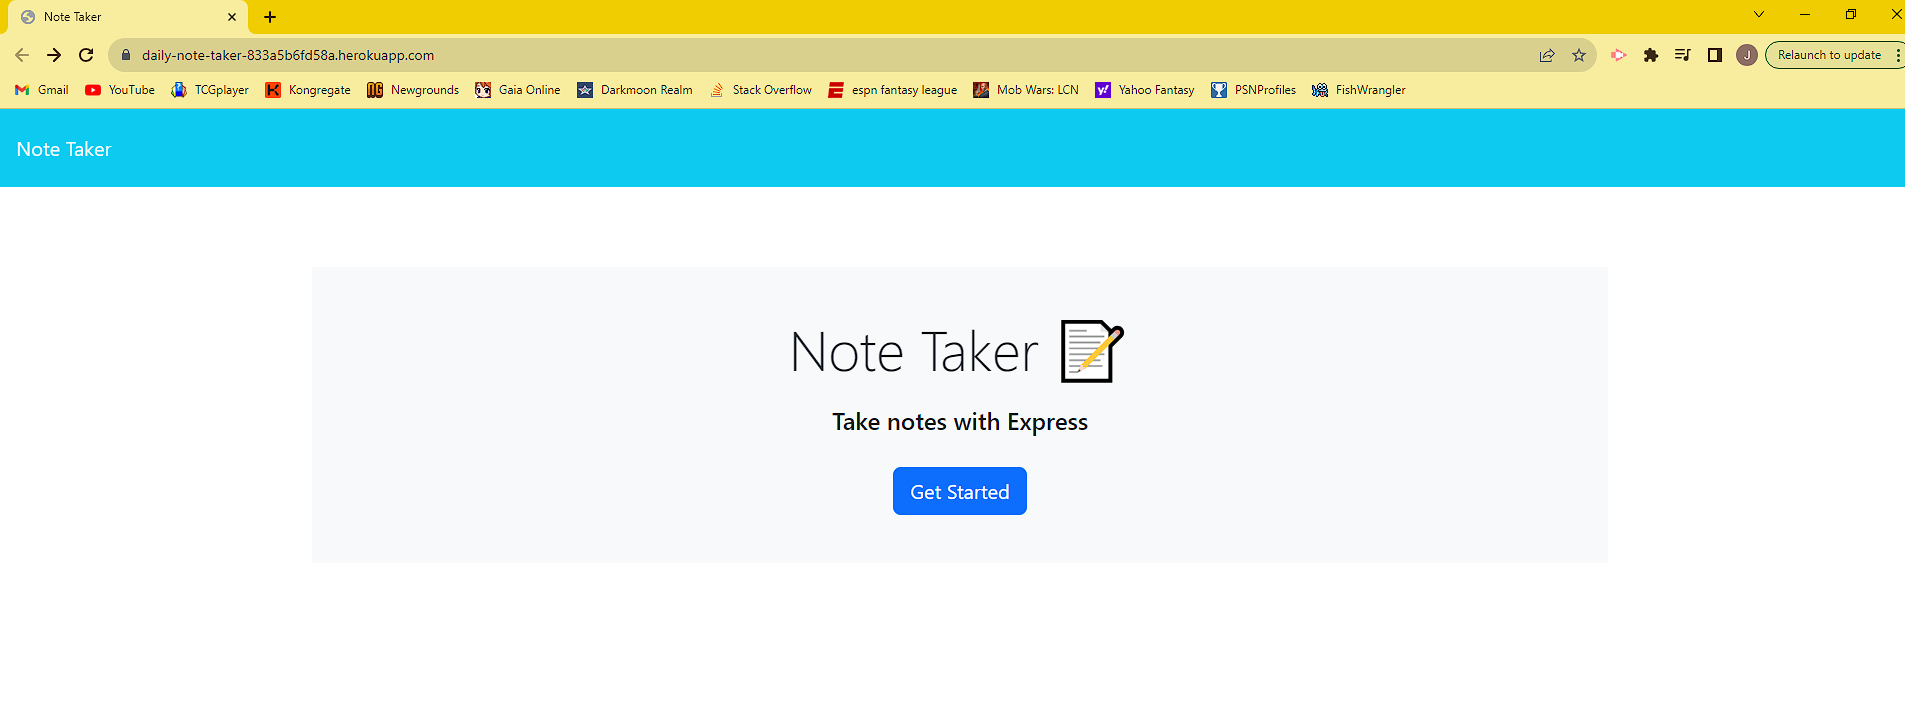 Note Taker
daily-note-taker-833a5b6fd58a.herokuapp.com
J
Relaunch to update
Gmail YouTube TCGplayer Kongregate Newgrounds Gaia Online Darkmoon Realm Stack Overflow espn fantasy league Mob Wars: LCN Yahoo Fantasy PSNProfiles FishWrangler
Note Taker
Note Taker
Take notes with Express
Get Started